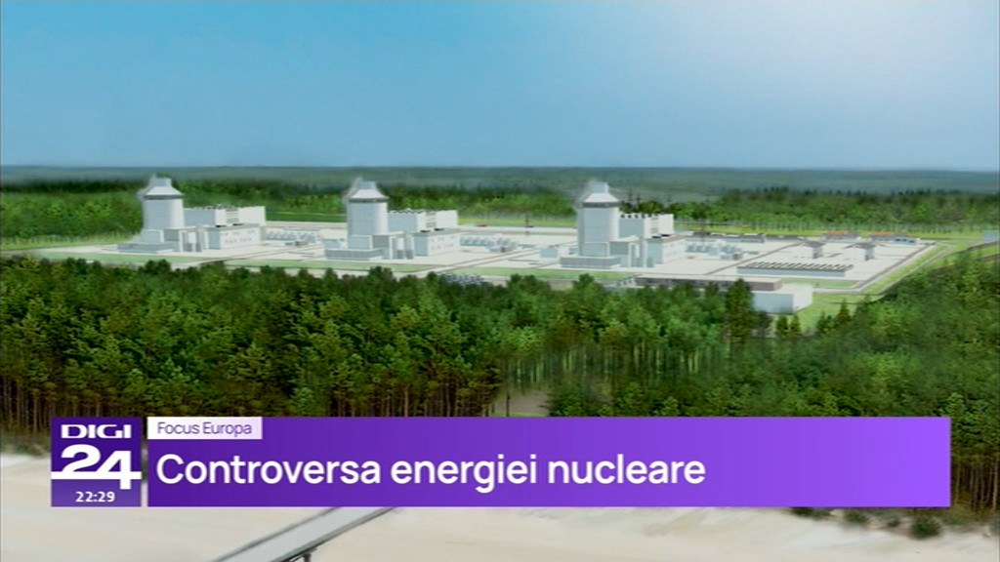 DIGI
24
22:29
Focus Europa
Controversa energiei nucleare